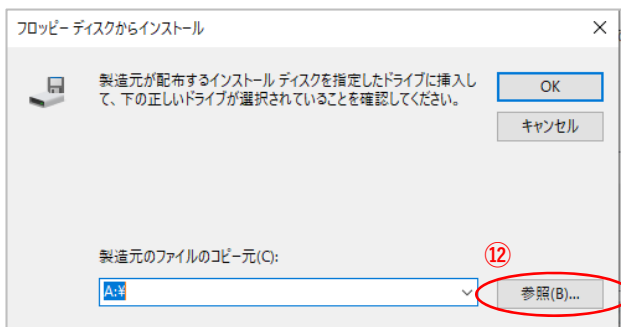 フロッピー ディスクからインストール
製造元が配布するインストール ディスクを指定したドライブに挿入し
て、下の正しいドライブが選択されていることを確認してください。
OK
キャンセル
製造元のファイルのコピー元(C):
⑫
A:¥
参照(B)...